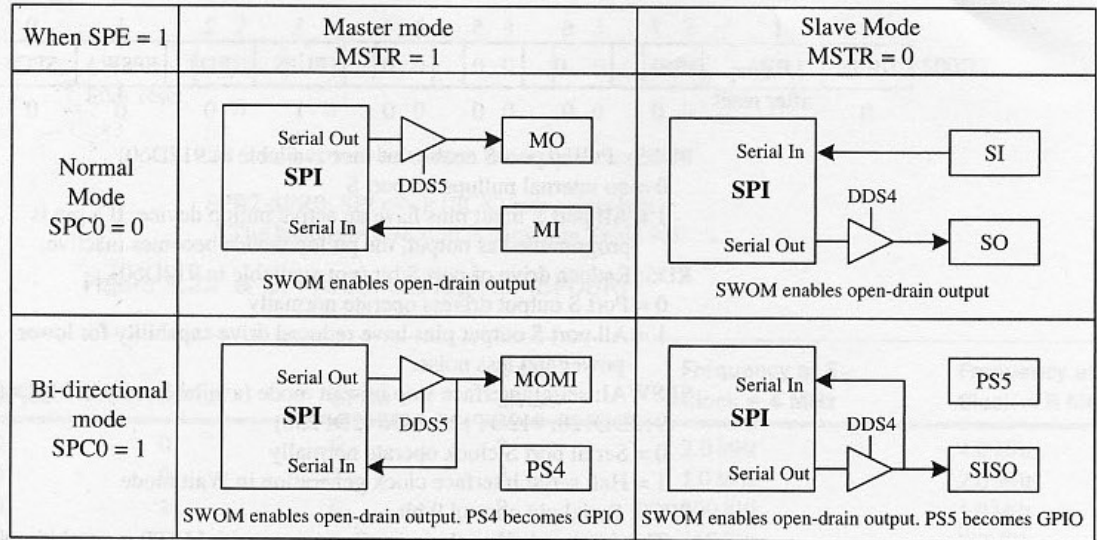 When SPE = 1
Master mode
MSTR = 1
Slave Mode
MSTR = 0
Normal
Mode
SPC0 = 0
Serial Out
MO
SPI
DDS5
Serial In
MI
SWOM enables open-drain output
Serial In
SI
SPI
DDS4
Serial Out
SO
SWOM enables open-drain output
Bi-directional
mode
SPC0 = 1
Serial Out
MOMI
SPI
DDS5
Serial In
PS4
SWOM enables open-drain output. PS4 becomes GPIO
Serial In
PS5
SPI
DDS4
Serial Out
SISO
SWOM enables open-drain output. PS5 becomes GPIO